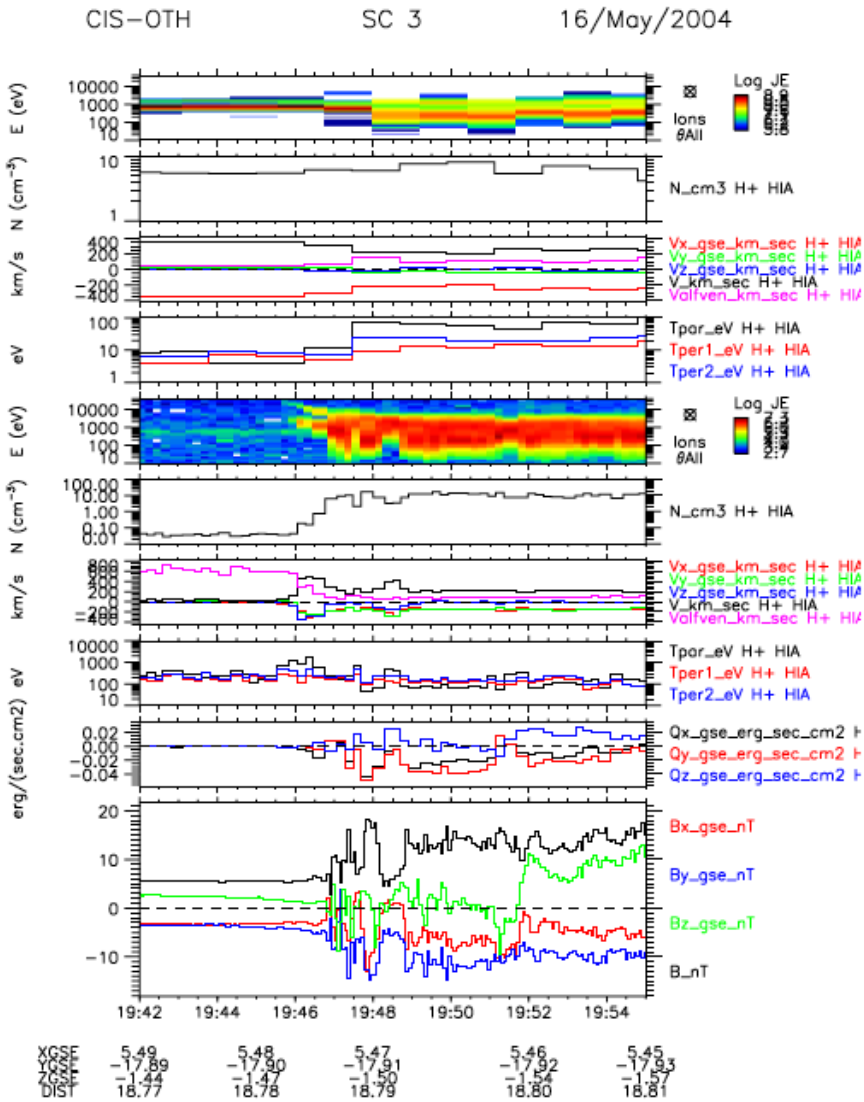 CIS-OTH SC 3 16/May/2004
E (eV) 10000 1000 100 10 Ions θAll Log JE
N (cm-3) 10 1 N_cm3 H+ HIA
km/s 400 200 0 -200 -400
Vx_gse_km_sec H+ HIA
Vy_gse_km_sec H+ HIA
Vz_gse_km_sec H+ HIA
V_km_sec H+ HIA
Valfven_km_sec H+ HIA
eV 100 10 1
Tpar_eV H+ HIA
Tper1_eV H+ HIA
Tper2_eV H+ HIA
E (eV) 10000 1000 100 10 Ions θAll Log JE 2.7
N (cm-3) 100.00 10.00 1.00 0.10 0.01 N_cm3 H+ HIA
km/s 800 600 400 200 0 -200 -400
Vx_gse_km_sec H+ HIA
Vy_gse_km_sec H+ HIA
Vz_gse_km_sec H+ HIA
V_km_sec H+ HIA
Valfven_km_sec H+ HIA
eV 10000 1000 100 10
Tpar_eV H+ HIA
Tper1_eV H+ HIA
Tper2_eV H+ HIA
erg/(sec.cm2) 0.02 0.00 -0.02 -0.04
Qx_gse_erg_sec_cm2 H
Qy_gse_erg_sec_cm2 H
Qz_gse_erg_sec_cm2 H
20 10 0 -10
Bx_gse_nT
By_gse_nT
Bz_gse_nT
B_nT
19:42 19:44 19:46 19:48 19:50 19:52 19:54
XGSE 5.49 5.48 5.47 5.46 5.45
YGSE -17.89 -17.90 -17.91 -17.92 -17.93
ZGSE -1.44 -1.47 -1.50 -1.54 -1.57
DIST 18.77 18.78 18.79 18.80 18.81